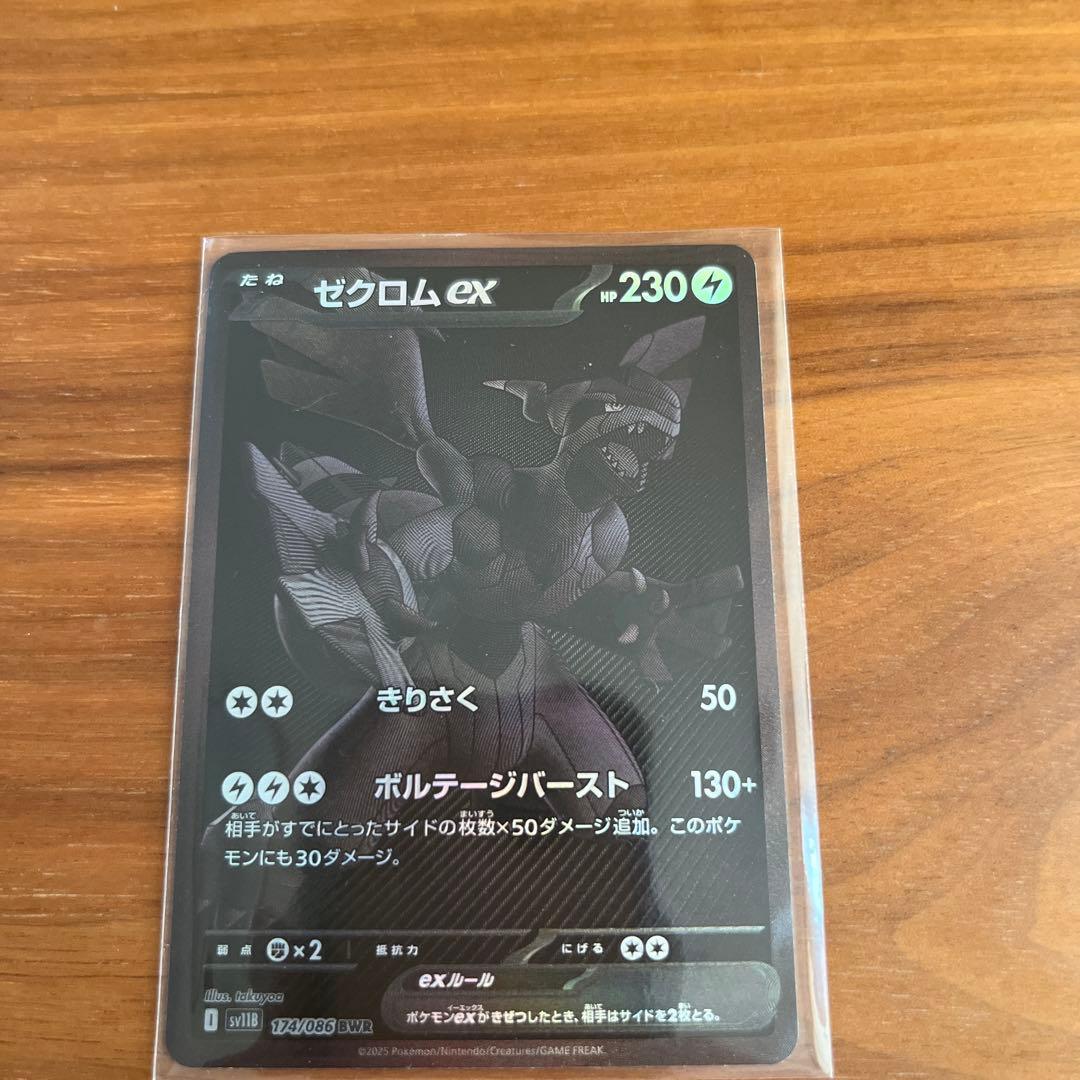 たね ゼクロムex HP230
きりさく 50
ボルテージバースト 130+
相手がすでにとったサイドの枚数×50ダメージ追加。このポケ
モンにも30ダメージ。
弱点 ×2 抵抗力 にげる
exルール
ポケモンexがきぜつしたとき、相手はサイドを2枚とる。
Illus. takuyoa
I sv11B 174/086 BWR
©2025 Pokémon/Nintendo/Creatures/GAME FREAK